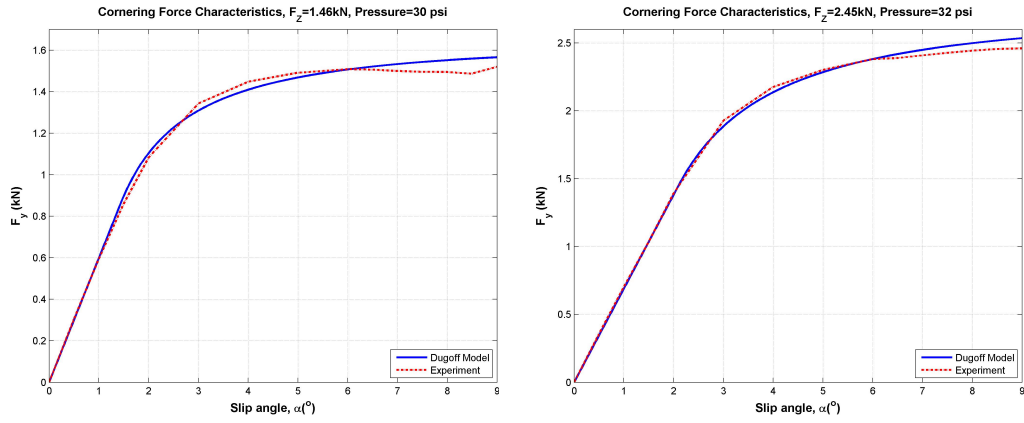 Cornering Force Characteristics, F_Z=1.46kN, Pressure=30 psi
F_y (kN)
1.6
1.4
1.2
1
0.8
0.6
0.4
0.2
0
0 1 2 3 4 5 6 7 8 9
Slip angle, α(°)
Dugoff Model
Experiment
Cornering Force Characteristics, F_Z=2.45kN, Pressure=32 psi
F_y (kN)
2.5
2
1.5
1
0.5
0
0 1 2 3 4 5 6 7 8 9
Slip angle, α(°)
Dugoff Model
Experiment